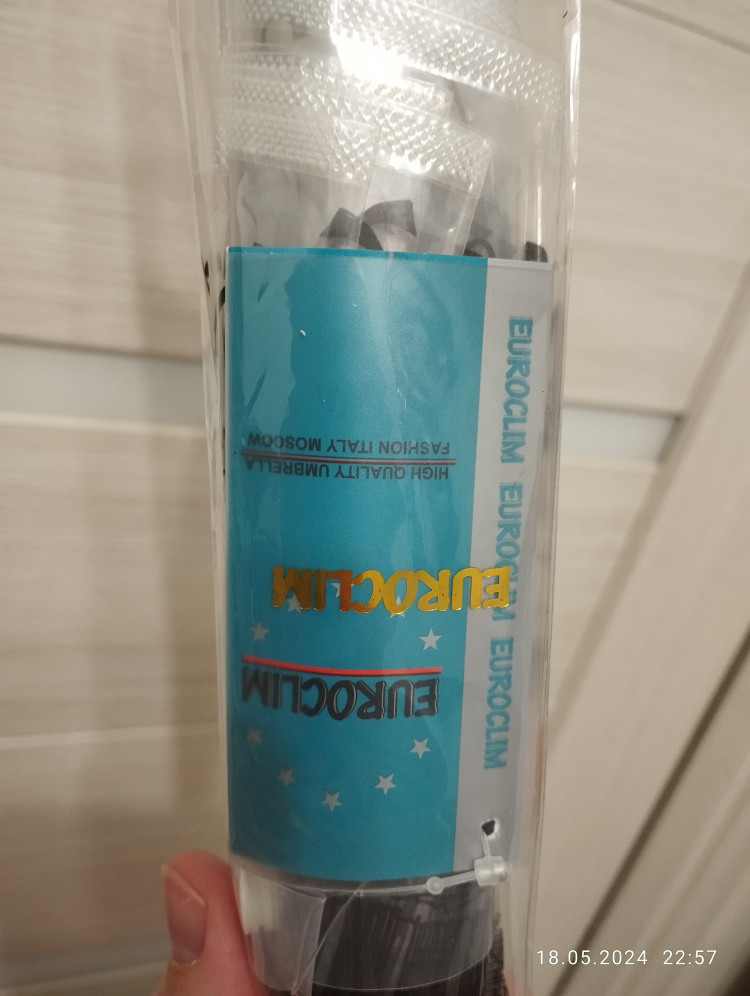 EUROCLIM
EUROCLIM
HIGH QUALITY UMBRELLA
FASHION ITALY MOSCOW
EUROCLIM EUROCLIM EUROCLIM
18.05.2024 22:57